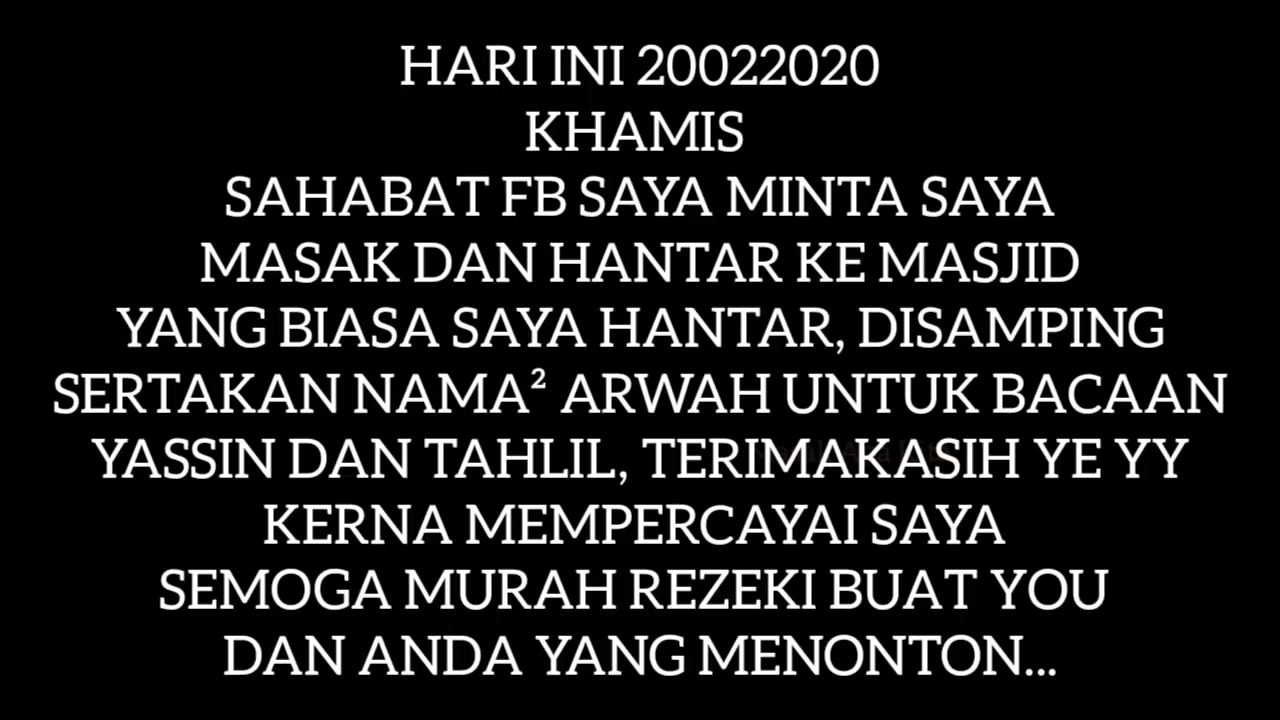 HARI INI 20022020
KHAMIS
SAHABAT FB SAYA MINTA SAYA
MASAK DAN HANTAR KE MASJID
YANG BIASA SAYA HANTAR, DISAMPING
SERTAKAN NAMA² ARWAH UNTUK BACAAN
YASSIN DAN TAHLIL, TERIMAKASIH YE YY
KERNA MEMPERCAYAI SAYA
SEMOGA MURAH REZEKI BUAT YOU
DAN ANDA YANG MENONTON...